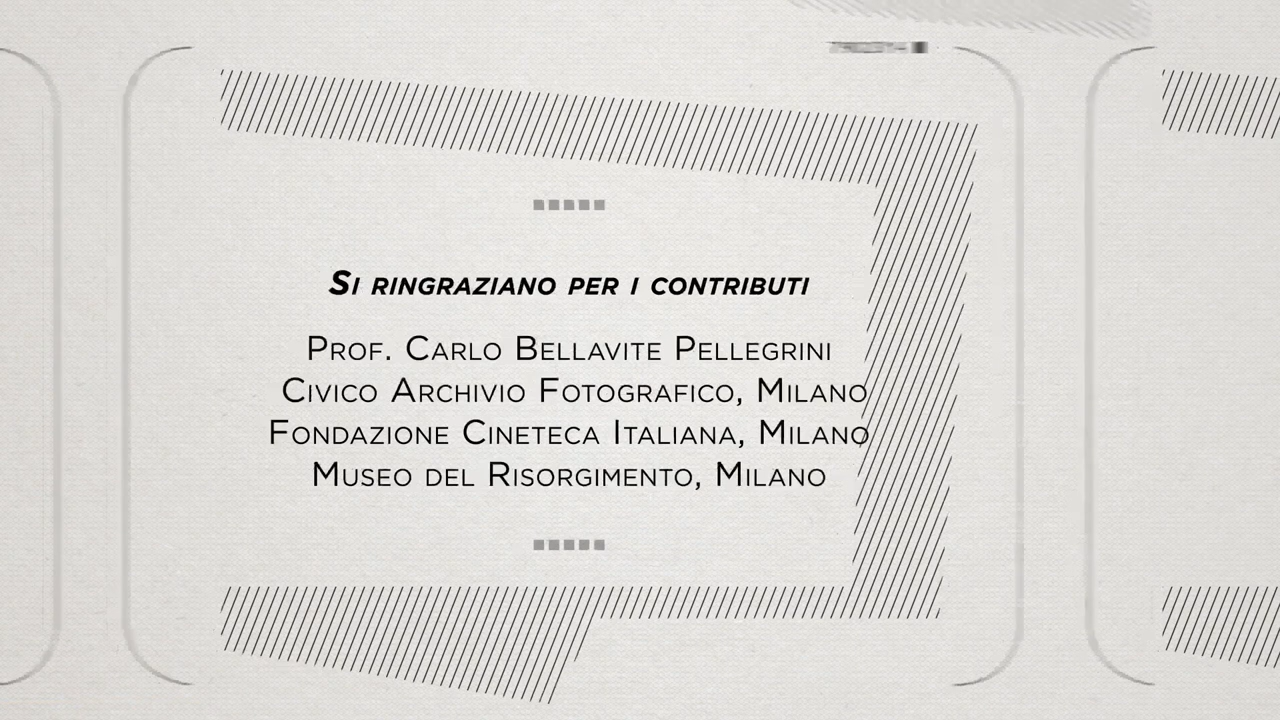 Si ringraziano per i contributi
Prof. Carlo Bellavite Pellegrini
Civico Archivio Fotografico, Milano
Fondazione Cineteca Italiana, Milano
Museo del Risorgimento, Milano